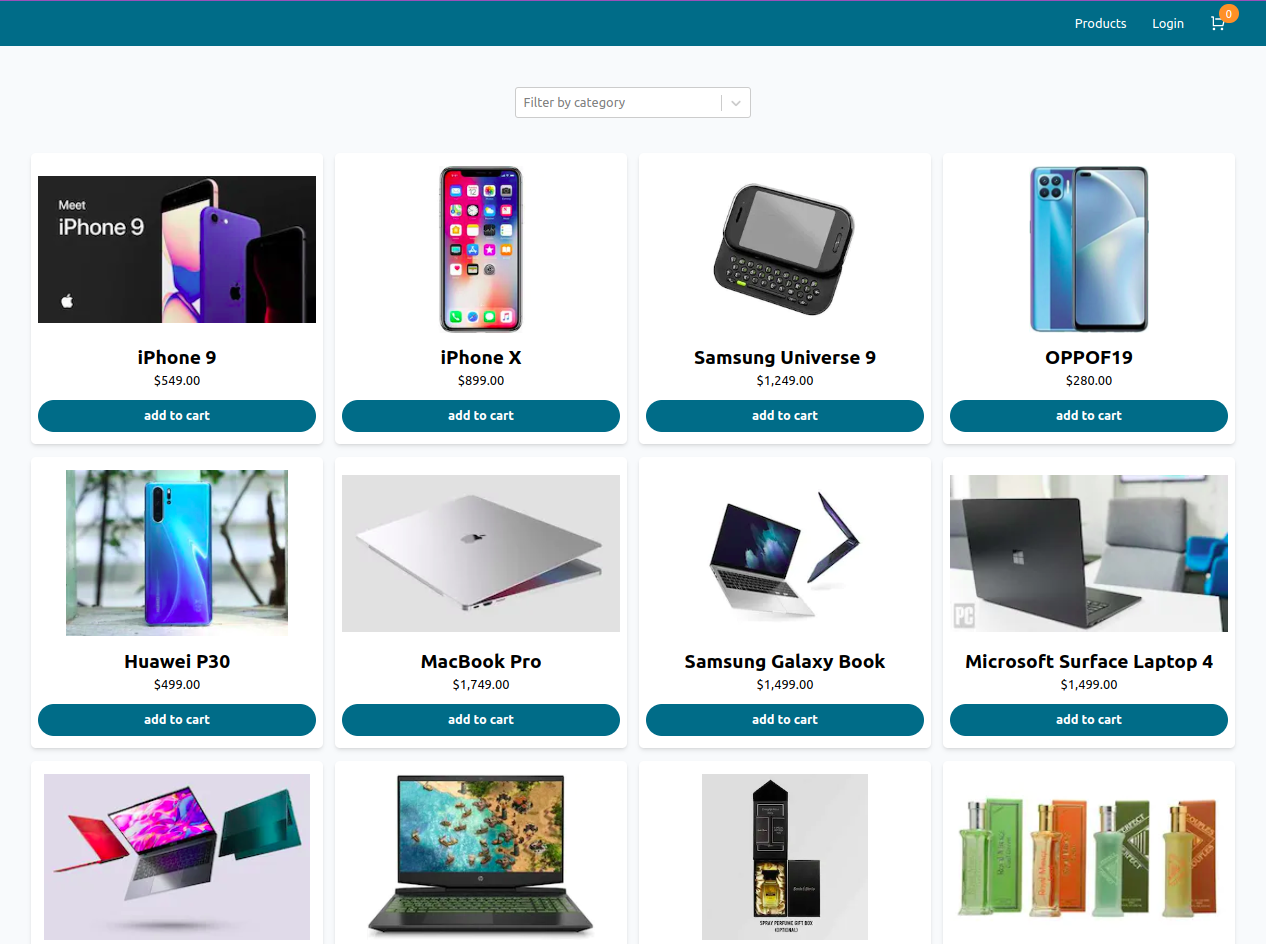 Products
Login
0
Filter by category
Meet
iPhone 9
iPhone 9
$549.00
add to cart
iPhone X
$899.00
add to cart
Samsung Universe 9
$1,249.00
add to cart
OPPOF19
$280.00
add to cart
Huawei P30
$499.00
add to cart
MacBook Pro
$1,749.00
add to cart
Samsung Galaxy Book
$1,499.00
add to cart
PC
Microsoft Surface Laptop 4
$1,499.00
add to cart
SPRAY PERFUME GIFT BOX
(OPTIONAL)
PERFECT
COUPLES